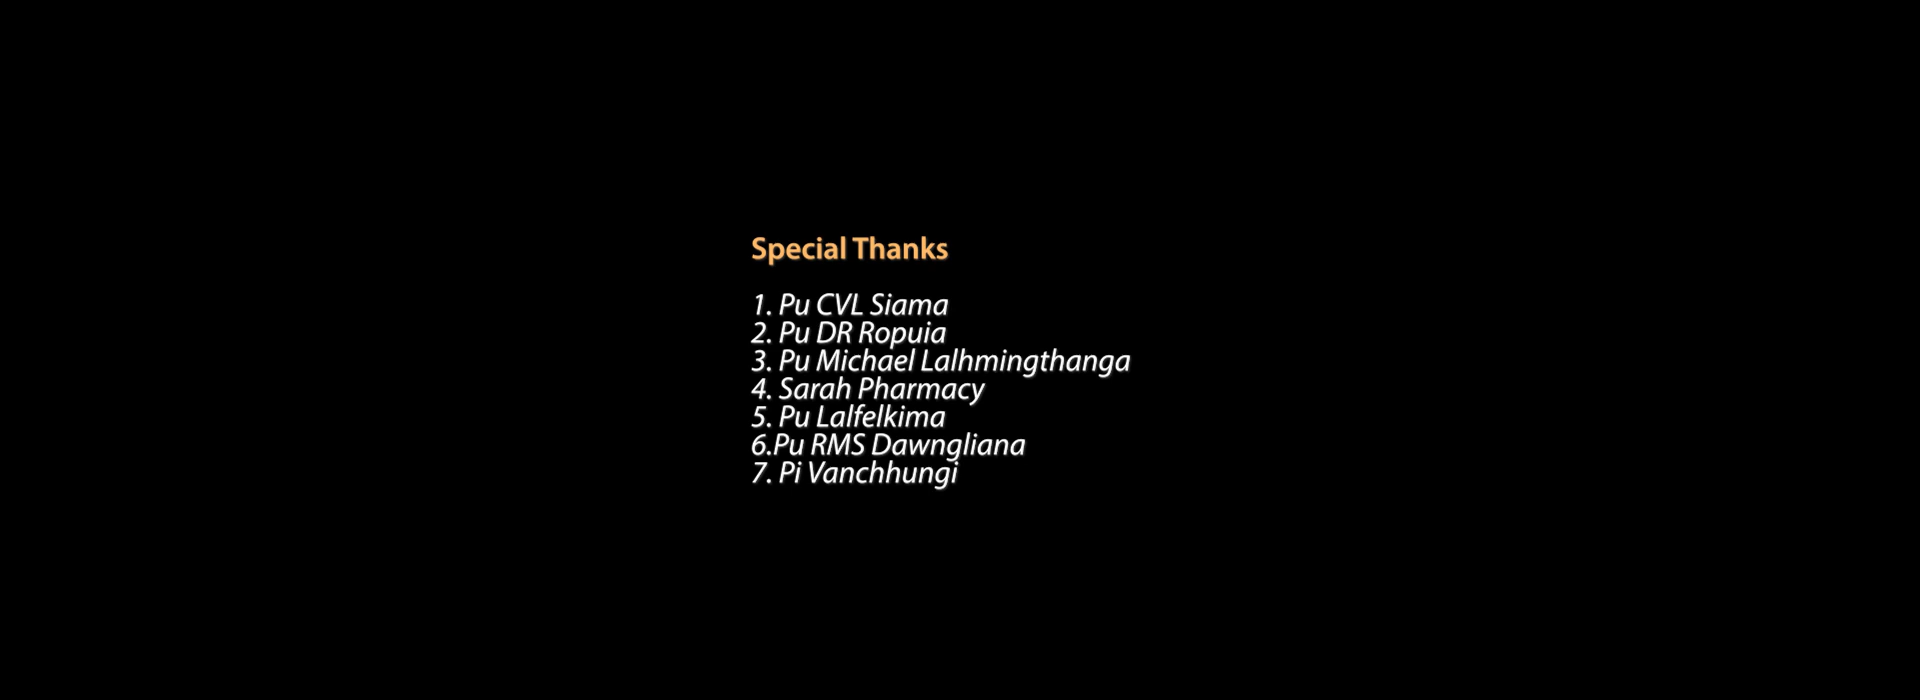 Special Thanks
1. Pu CVL Siama
2. Pu DR Ropuia
3. Pu Michael Lalhmingthanga
4. Sarah Pharmacy
5. Pu Lalfelkima
6.Pu RMS Dawngliana
7. Pi Vanchhungi